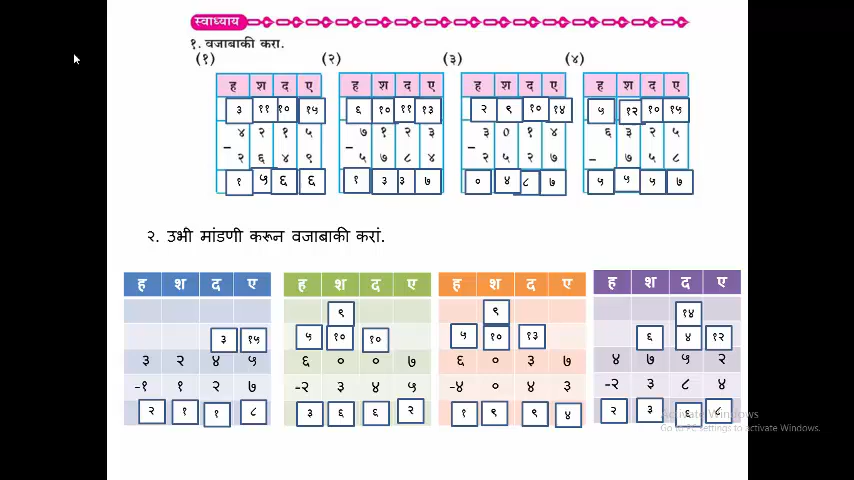 स्वाध्याय
१. वजाबाकी करा.
(१) (२) (३) (४)
ह श द ए ह श द ए ह श द ए ह श द ए
३ ११ १० १५ ६ १० ११ १३ २ ९ १० १४ ५ १२ १० १५
४ २ १ ५ ७ १ २ ३ ३ ० १ ४ ६ ३ २ ५
- २ ६ ४ ९ - ५ ७ ८ ४ - २ ५ २ ७ - ७ ५ ८
१ ५ ६ ६ १ ३ ३ ७ ० ४ ८ ७ ५ ५ ५ ७
२. उभी मांडणी करून वजाबाकी करां.
ह श द ए ह श द ए ह श द ए ह श द ए
९ ९ १४
३ १५ ५ १० १० ५ १० १३ ६ ४ १२
३ २ ४ ५ ६ ० ० ७ ६ ० ३ ७ ४ ७ ५ २
-१ १ २ ७ -२ ३ ४ ५ -४ ० ४ ३ -२ ३ ८ ४
२ १ १ ८ ३ ६ ६ २ १ ९ ९ ४ २ ३ ६ ८
Activate Windows
Go to PC settings to activate Windows.